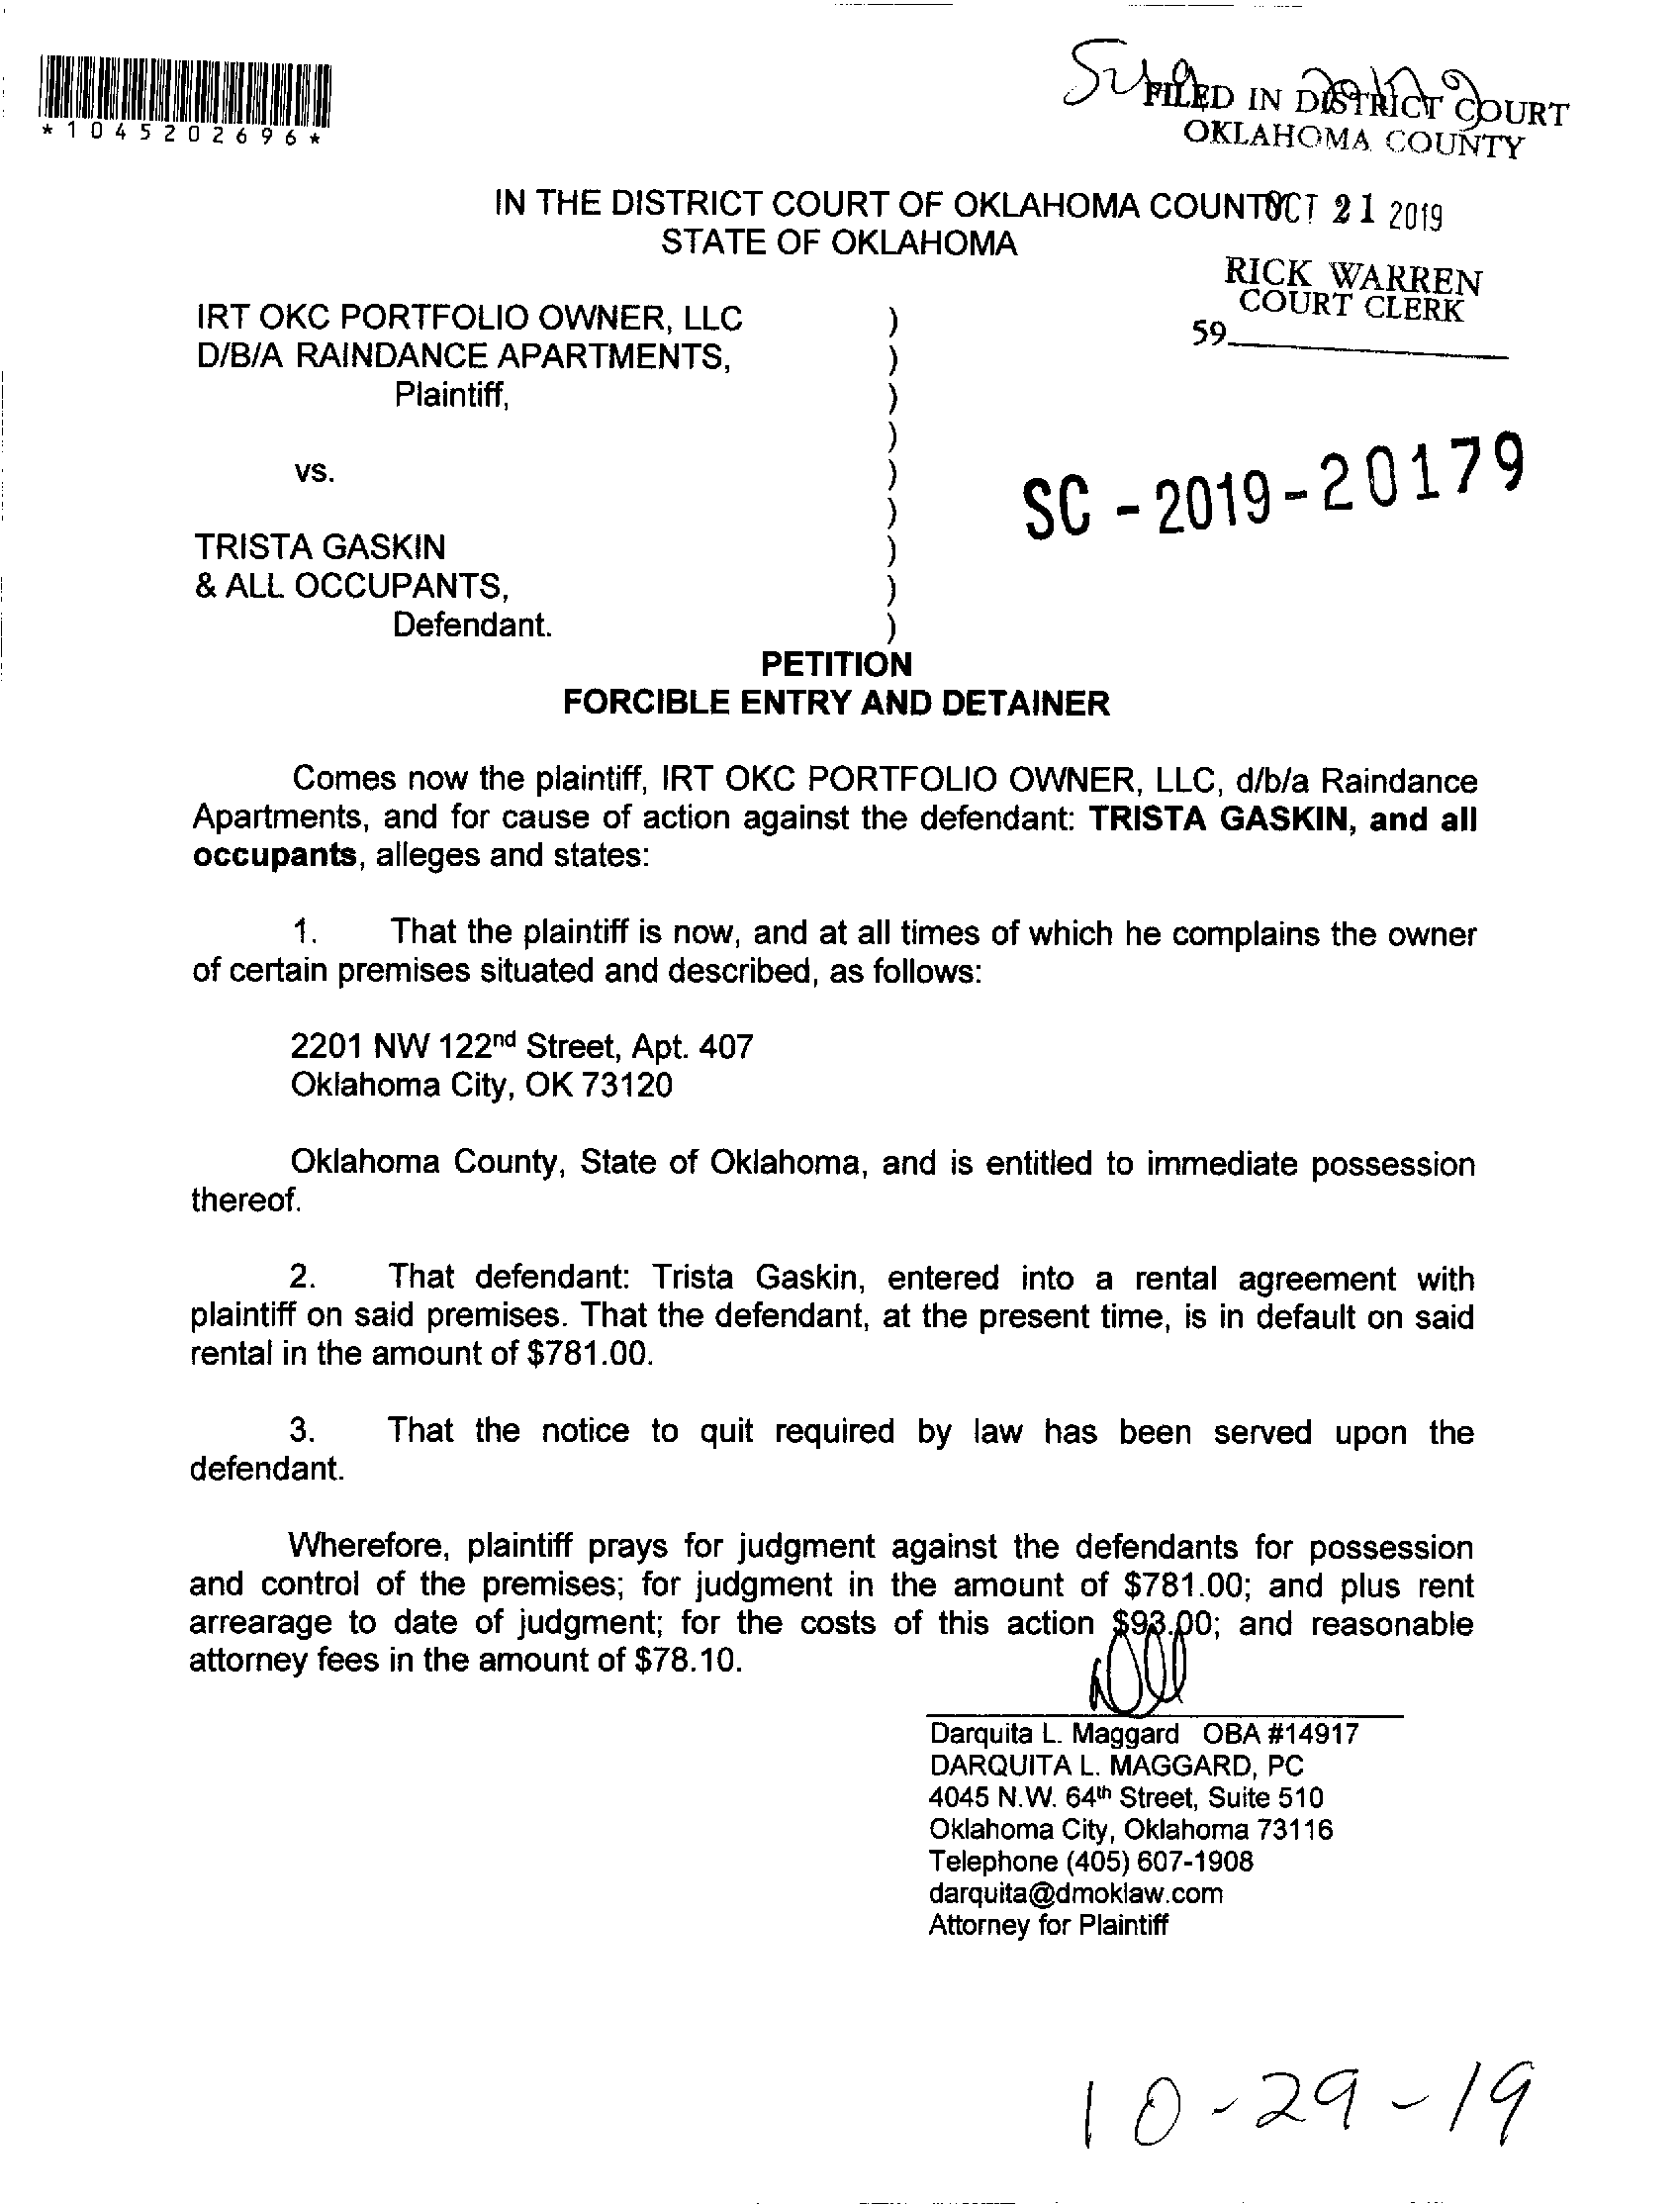 *1045202696*
FILED IN DISTRICT COURT
OKLAHOMA COUNTY
IN THE DISTRICT COURT OF OKLAHOMA COUNTY
OCT 21 2019
STATE OF OKLAHOMA
RICK WARREN
COURT CLERK
59
IRT OKC PORTFOLIO OWNER, LLC )
D/B/A RAINDANCE APARTMENTS, )
Plaintiff, )
)
vs. )
)
SC - 2019-20179
TRISTA GASKIN )
& ALL OCCUPANTS, )
Defendant. )
PETITION
FORCIBLE ENTRY AND DETAINER
Comes now the plaintiff, IRT OKC PORTFOLIO OWNER, LLC, d/b/a Raindance
Apartments, and for cause of action against the defendant: TRISTA GASKIN, and all
occupants, alleges and states:
1. That the plaintiff is now, and at all times of which he complains the owner
of certain premises situated and described, as follows:
2201 NW 122nd Street, Apt. 407
Oklahoma City, OK 73120
Oklahoma County, State of Oklahoma, and is entitled to immediate possession
thereof.
2. That defendant: Trista Gaskin, entered into a rental agreement with
plaintiff on said premises. That the defendant, at the present time, is in default on said
rental in the amount of $781.00.
3. That the notice to quit required by law has been served upon the
defendant.
Wherefore, plaintiff prays for judgment against the defendants for possession
and control of the premises; for judgment in the amount of $781.00; and plus rent
arrearage to date of judgment; for the costs of this action $93.00; and reasonable
attorney fees in the amount of $78.10.
Darquita L. Maggard OBA #14917
DARQUITA L. MAGGARD, PC
4045 N.W. 64th Street, Suite 510
Oklahoma City, Oklahoma 73116
Telephone (405) 607-1908
darquita@dmoklaw.com
Attorney for Plaintiff
10-29-19